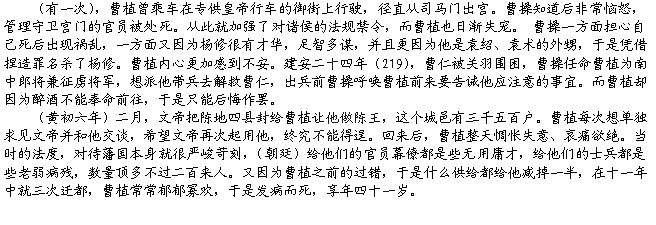 (有一次)，曹植曾乘车在专供皇帝行车的御街上行驶，径直从司马门出宫。曹操知道后非常恼怒，
管理守卫宫门的官员被处死。从此就加强了对诸侯的法规禁令，而曹植也日渐失宠。 曹操一方面担心自
己死后出现祸乱，一方面又因为杨修很有才华，足智多谋，并且更因为他是袁绍、袁术的外甥，于是凭借
捏造罪名杀了杨修。曹植内心更加感到不安。建安二十四年（219），曹仁被关羽围困，曹操任命曹植为南
中郎将兼征虏将军，想派他带兵去解救曹仁，出兵前曹操呼唤曹植前来要告诫他应注意的事宜。而曹植却
因为醉酒不能奉命前往，于是只能后悔作罢。
(黄初六年）二月，文帝把陈地四县封给曹植让他做陈王，这个城邑有三千五百户。曹植每次想单独
求见文帝并和他交谈，希望文帝再次起用他，终究不能得逞。回来后，曹植整天惆怅失意、哀痛欲绝。当
时的法度，对待藩国本身就很严峻苛刻，（朝廷）给他们的官员幕僚都是些无用庸才，给他们的士兵都是
些老弱病残，数量顶多不过二百来人。又因为曹植之前的过错，于是什么供给都给他减掉一半，在十一年
中就三次迁都，曹植常常郁郁寡欢，于是发病而死，享年四十一岁。